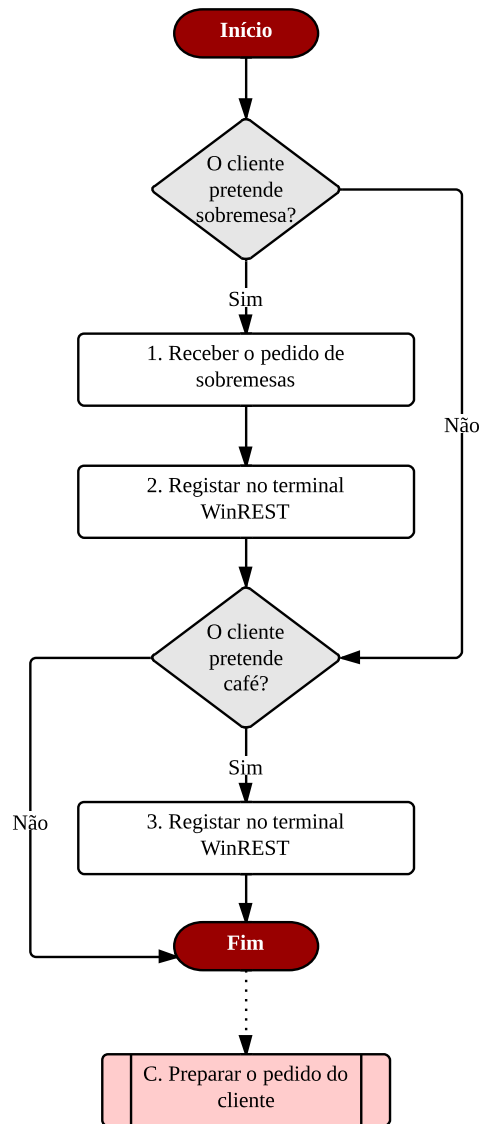 Início
O cliente
pretende
sobremesa?
Sim
1. Receber o pedido de
sobremesas
Não
2. Registar no terminal
WinREST
O cliente
pretende
café?
Sim
Não
3. Registar no terminal
WinREST
Fim
C. Preparar o pedido do
cliente